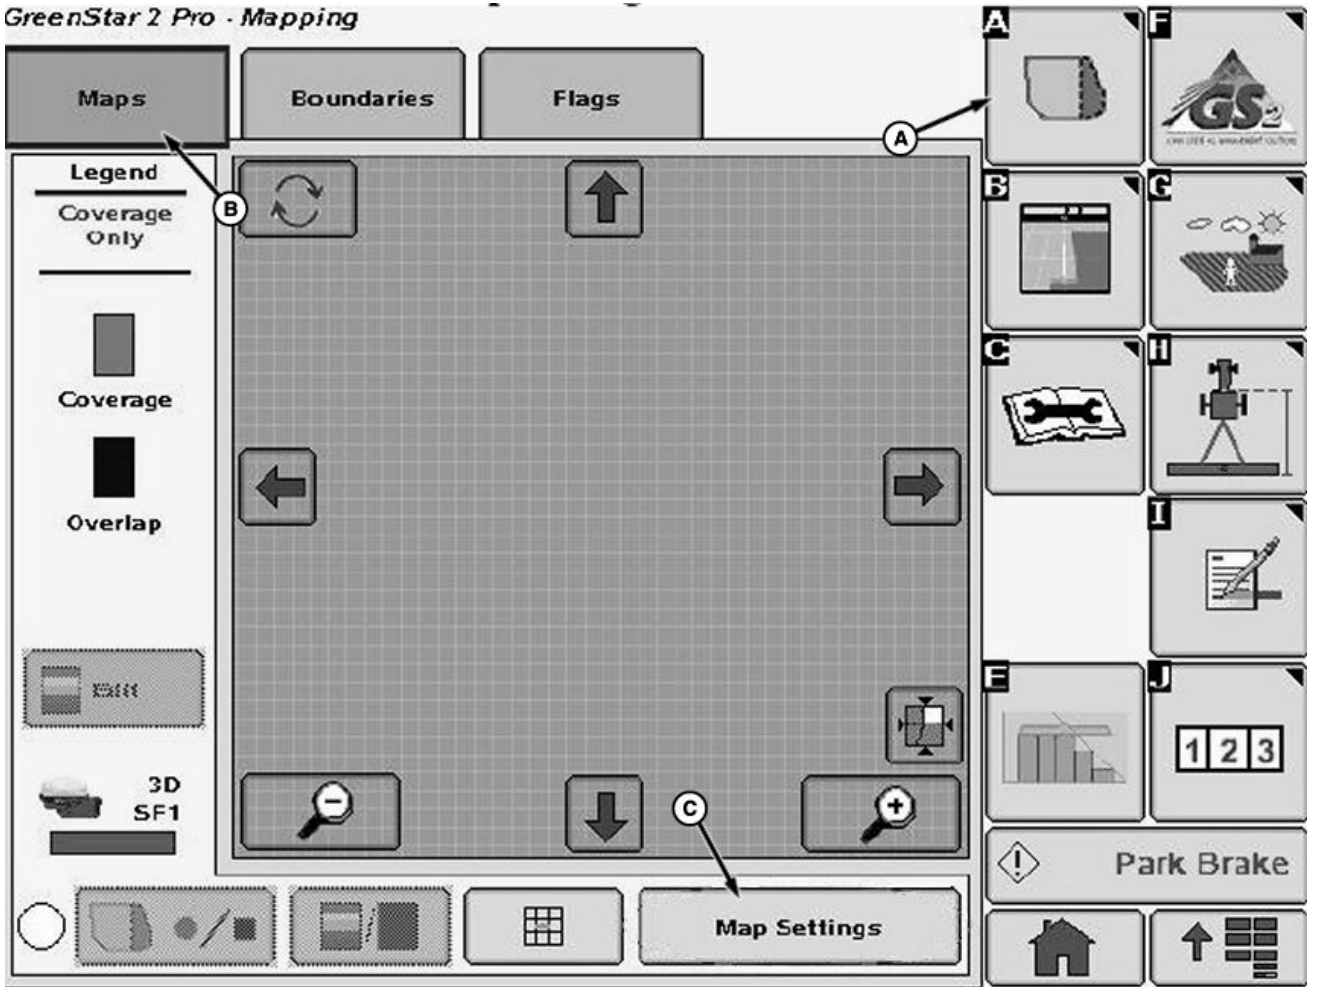 GreenStar 2 Pro - Mapping
Maps
Boundaries
Flags
Legend
Coverage
Only
Coverage
Overlap
Edit
3D
SF1
Map Settings
A
B
C
A
F
GS2
B
G
C
H
I
E
J
1 2 3
Park Brake